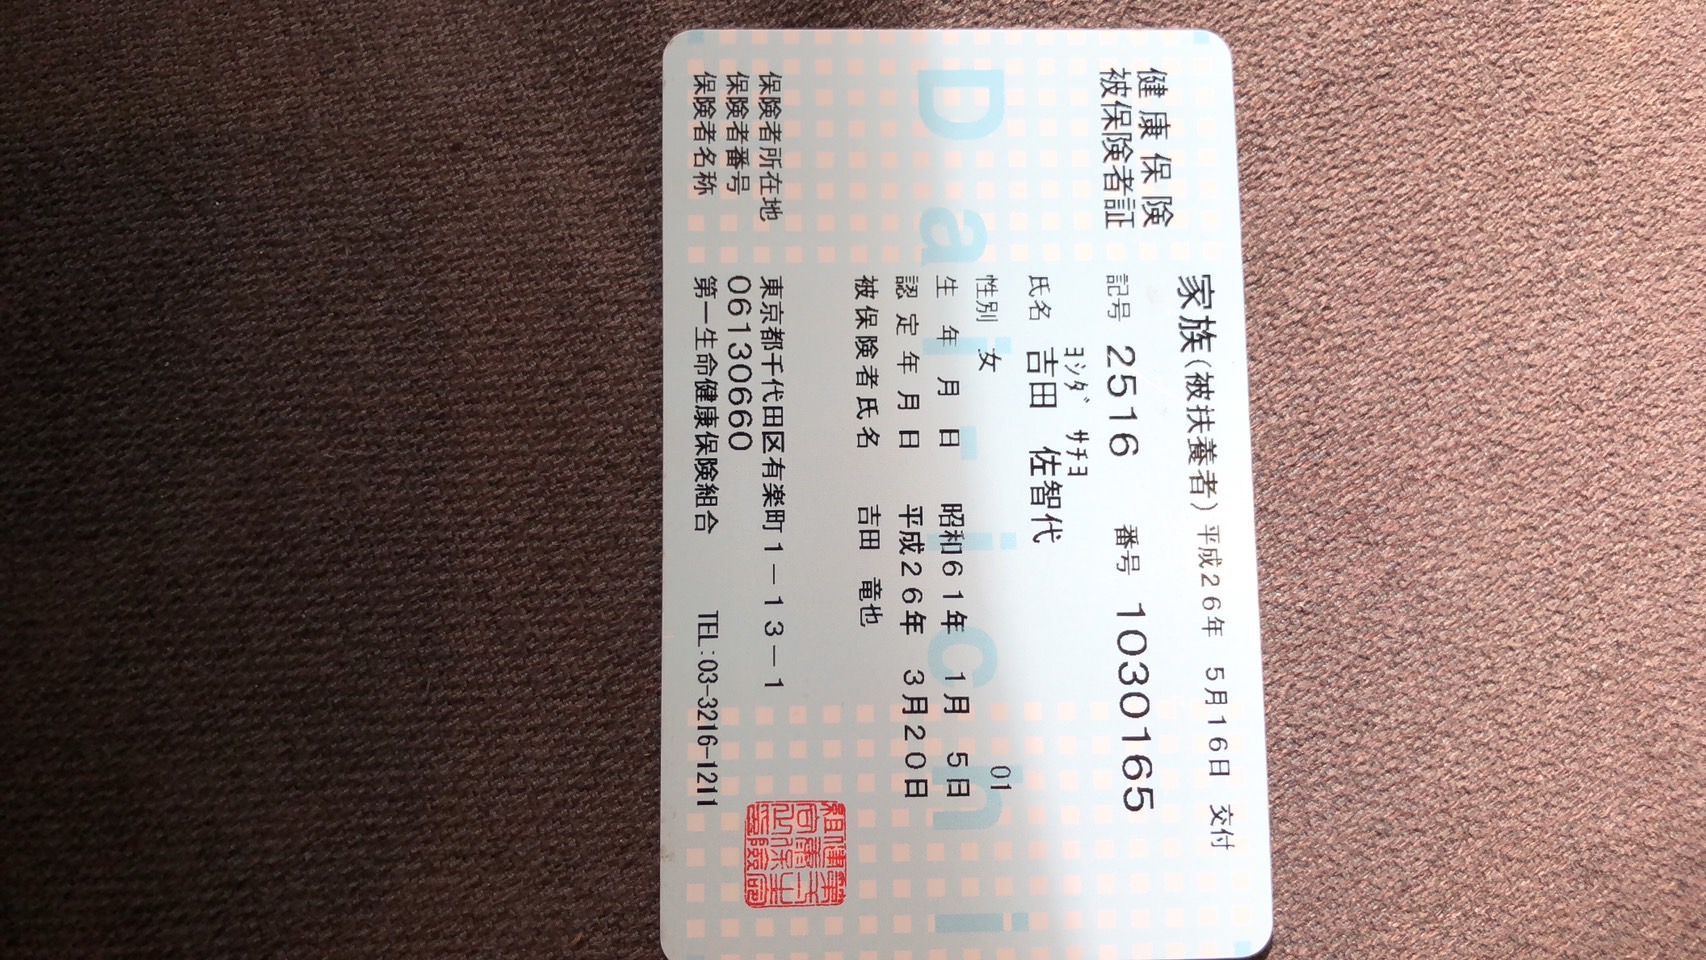 健康保険
被保険者証
家族(被扶養者) 平成26年 5月16日 交付
記号 2516 番号 1030165
ヨシダ サチヨ
氏名 吉田 佐智代
01
性別 女
生年月日 昭和61年 1月 5日
認定年月日 平成26年 3月20日
被保険者氏名 吉田 竜也
保険者所在地 東京都千代田区有楽町1-13-1
保険者番号 06130660
保険者名称 第一生命健康保険組合 TEL:03-3216-1211
Dai-ichi